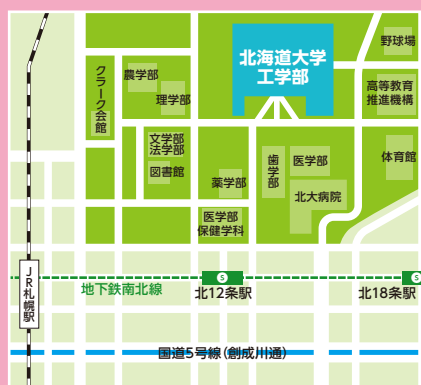 野球場
北海道大学
工学部
クラーク会館
農学部
理学部
高等教育
推進機構
文学部
法学部
図書館
薬学部
歯学部
医学部
北大病院
体育館
医学部
保健学科
JR札幌駅
地下鉄南北線
S
北12条駅
S
北18条駅
国道5号線(創成川通)